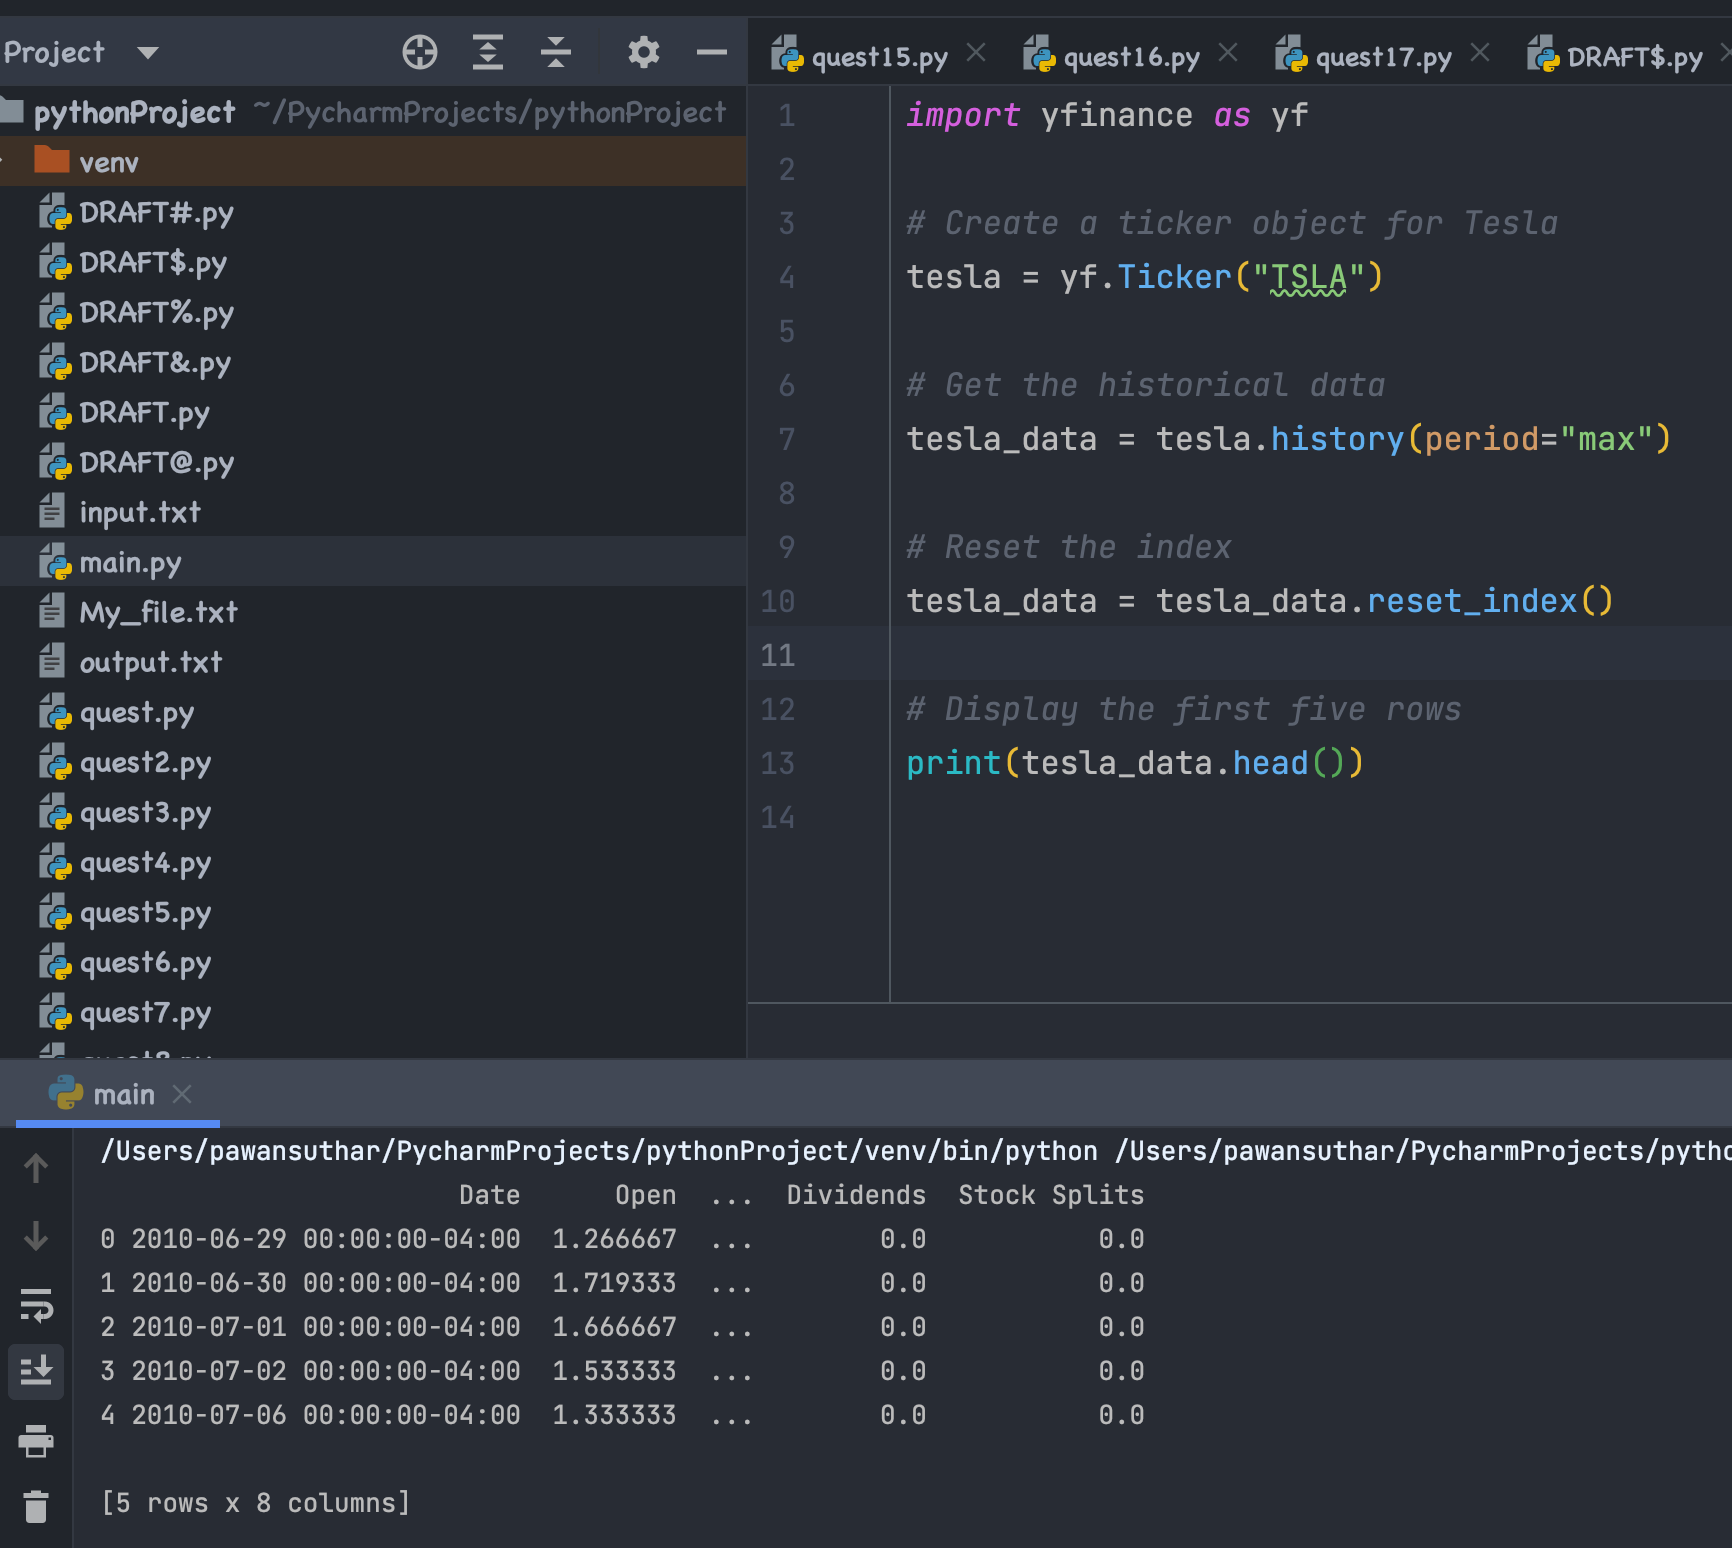 Project
pythonProject ~/PycharmProjects/pythonProject
venv
DRAFT#.py
DRAFT$.py
DRAFT%.py
DRAFT&.py
DRAFT.py
DRAFT@.py
input.txt
main.py
My_file.txt
output.txt
quest.py
quest2.py
quest3.py
quest4.py
quest5.py
quest6.py
quest7.py
quest15.py quest16.py quest17.py DRAFT$.py
1 import yfinance as yf
2
3 # Create a ticker object for Tesla
4 tesla = yf.Ticker("TSLA")
5
6 # Get the historical data
7 tesla_data = tesla.history(period="max")
8
9 # Reset the index
10 tesla_data = tesla_data.reset_index()
11
12 # Display the first five rows
13 print(tesla_data.head())
14
main
/Users/pawansuthar/PycharmProjects/pythonProject/venv/bin/python /Users/pawansuthar/PycharmProjects/pytho
Date Open ... Dividends Stock Splits
0 2010-06-29 00:00:00-04:00 1.266667 ... 0.0 0.0
1 2010-06-30 00:00:00-04:00 1.719333 ... 0.0 0.0
2 2010-07-01 00:00:00-04:00 1.666667 ... 0.0 0.0
3 2010-07-02 00:00:00-04:00 1.533333 ... 0.0 0.0
4 2010-07-06 00:00:00-04:00 1.333333 ... 0.0 0.0
[5 rows x 8 columns]